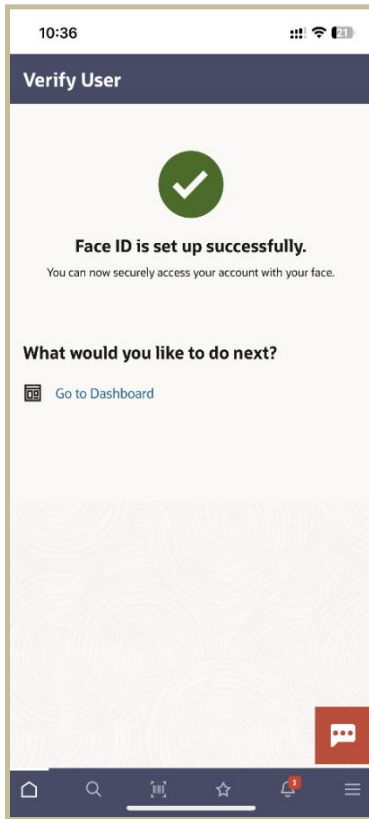 10:36
21
Verify User
Face ID is set up successfully.
You can now securely access your account with your face.
What would you like to do next?
Go to Dashboard